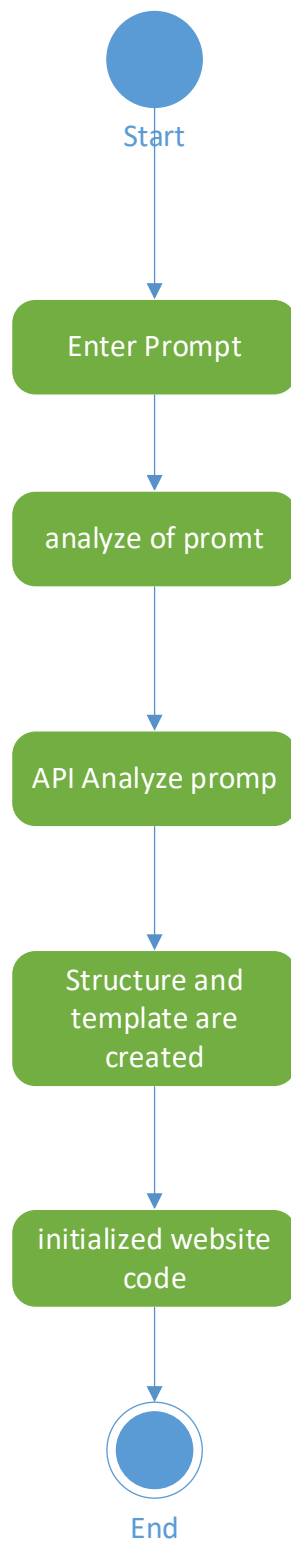 Start
Enter Prompt
analyze of promt
API Analyze promp
Structure and
template are
created
initialized website
code
End